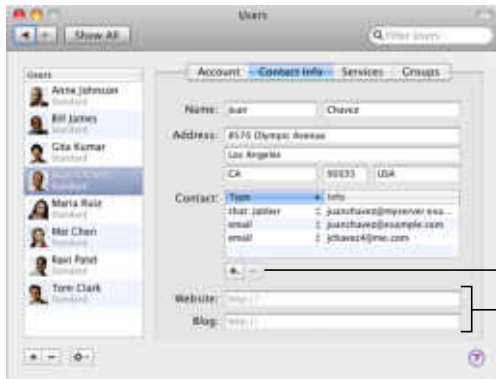 Users
Show All
Filter Users
Users
Anne Johnson
Standard
Bill James
Standard
Gita Kumar
Standard
Standard
Maria Ruiz
Standard
Mei Chen
Standard
Ravi Patel
Standard
Tom Clark
Standard
Account Contact Info Services Groups
Name: Juan Chavez
Address: 8570 Olympic Avenue
Los Angeles
CA 90035 USA
Contact: Type Info
chat: jabber juanchavez@myserver.exa...
email juanchavez@example.com
email jchavez4@me.com
Website: http://
Blog: http://